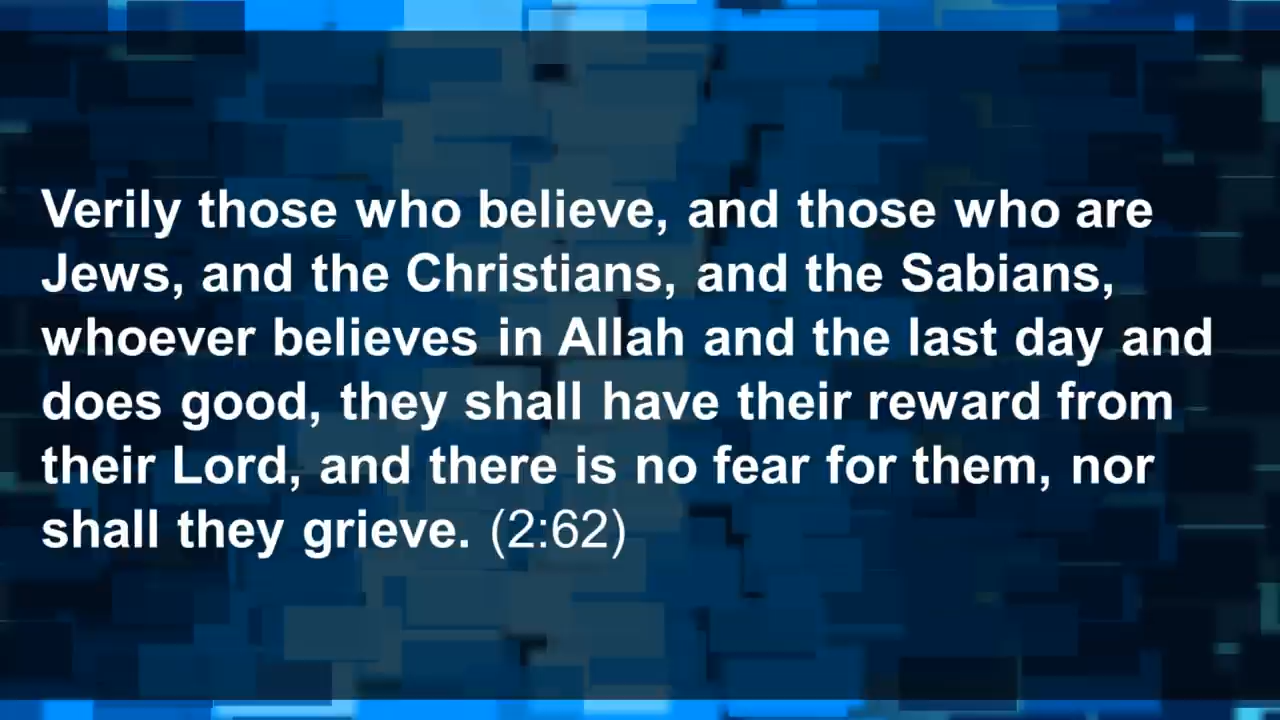 Verily those who believe, and those who are
Jews, and the Christians, and the Sabians,
whoever believes in Allah and the last day and
does good, they shall have their reward from
their Lord, and there is no fear for them, nor
shall they grieve. (2:62)